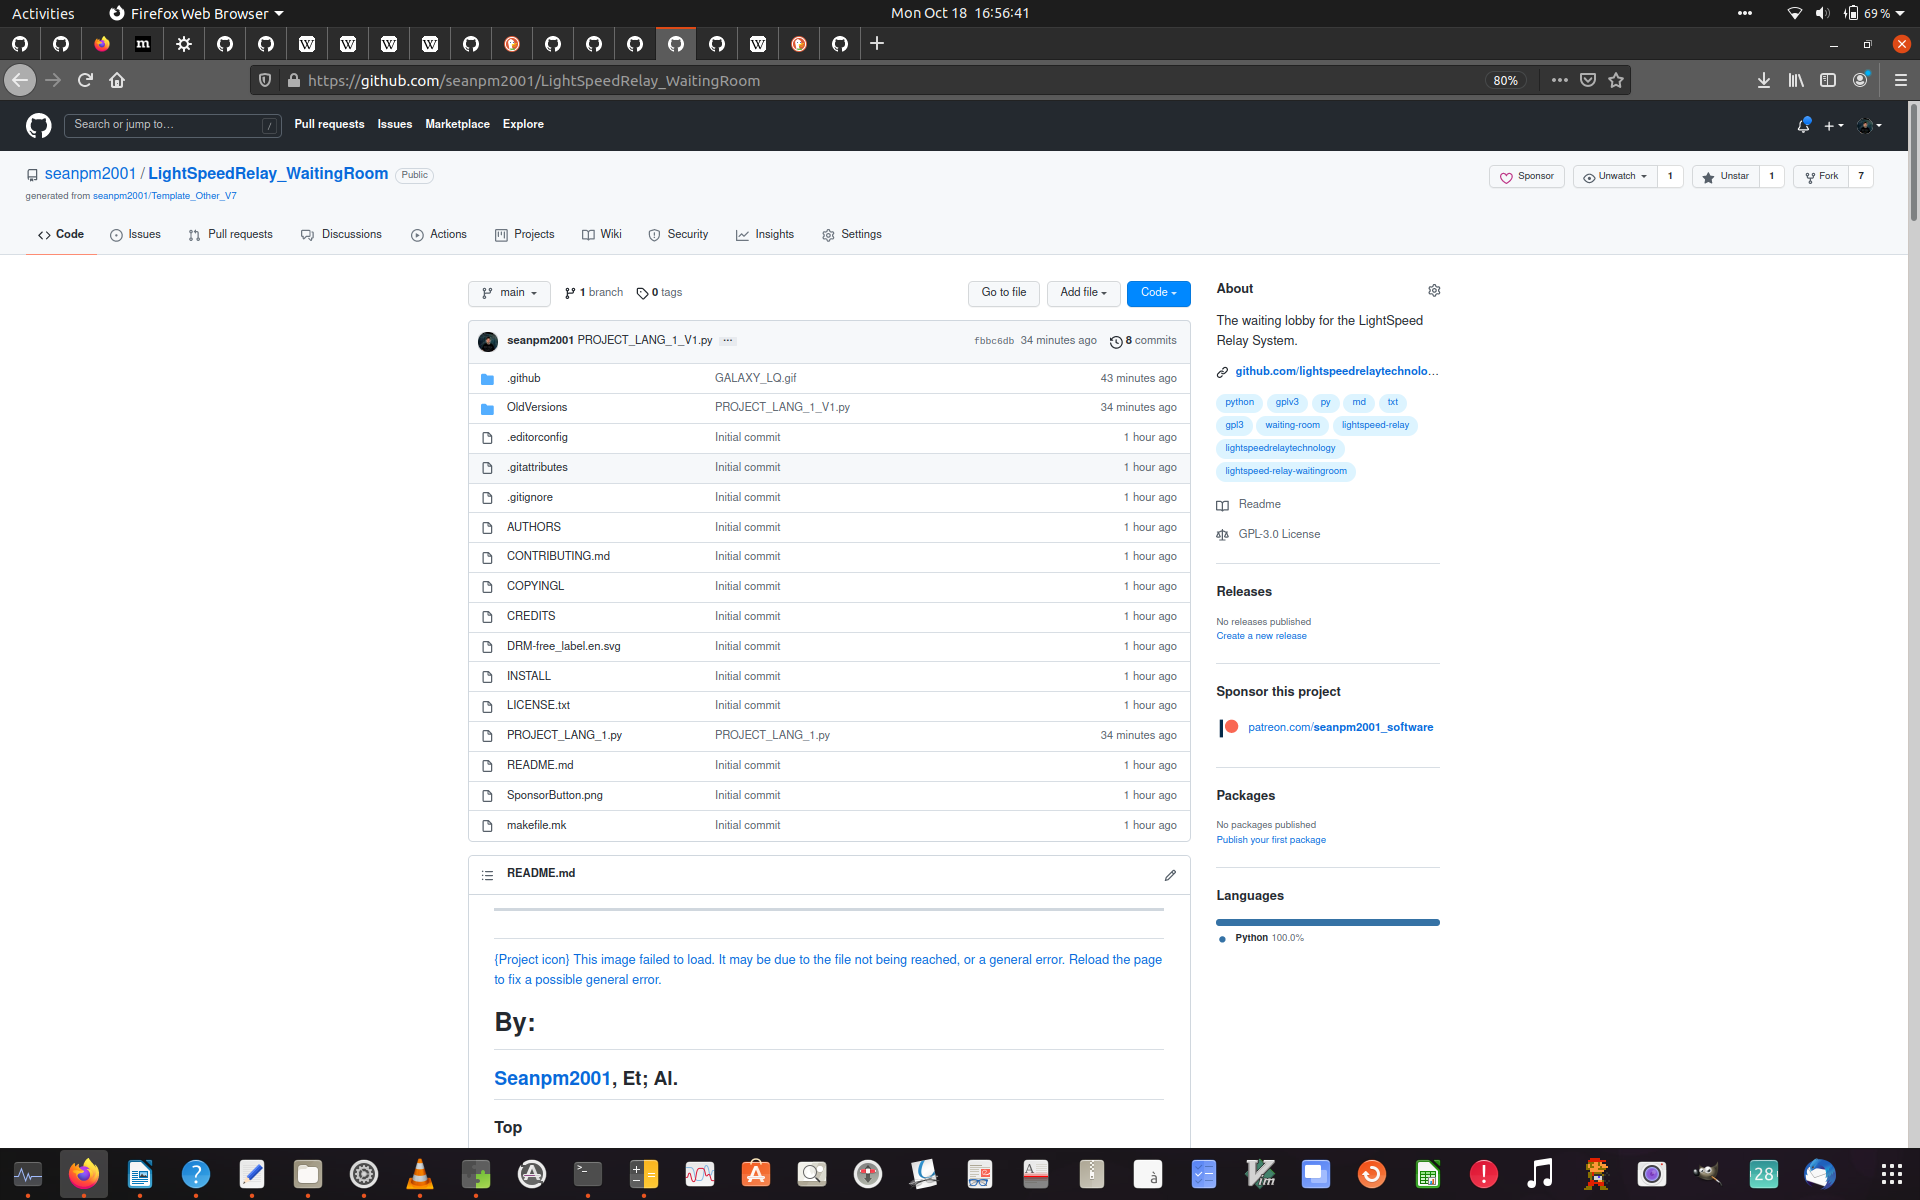 Activities Firefox Web Browser Mon Oct 18 16:56:41 69 %
https://github.com/seanpm2001/LightSpeedRelay_WaitingRoom 80%
Search or jump to… / Pull requests Issues Marketplace Explore
seanpm2001 / LightSpeedRelay_WaitingRoom Public Sponsor Unwatch 1 Unstar 1 Fork 7
generated from seanpm2001/Template_Other_V7
Code Issues Pull requests Discussions Actions Projects Wiki Security Insights Settings
main 1 branch 0 tags Go to file Add file Code
seanpm2001 PROJECT_LANG_1_V1.py ... fbbc6db 34 minutes ago 8 commits
.github GALAXY_LQ.gif 43 minutes ago
OldVersions PROJECT_LANG_1_V1.py 34 minutes ago
.editorconfig Initial commit 1 hour ago
.gitattributes Initial commit 1 hour ago
.gitignore Initial commit 1 hour ago
AUTHORS Initial commit 1 hour ago
CONTRIBUTING.md Initial commit 1 hour ago
COPYINGL Initial commit 1 hour ago
CREDITS Initial commit 1 hour ago
DRM-free_label.en.svg Initial commit 1 hour ago
INSTALL Initial commit 1 hour ago
LICENSE.txt Initial commit 1 hour ago
PROJECT_LANG_1.py PROJECT_LANG_1.py 34 minutes ago
README.md Initial commit 1 hour ago
SponsorButton.png Initial commit 1 hour ago
makefile.mk Initial commit 1 hour ago
README.md
{Project icon} This image failed to load. It may be due to the file not being reached, or a general error. Reload the page
to fix a possible general error.
By:
Seanpm2001, Et; Al.
Top
About
The waiting lobby for the LightSpeed
Relay System.
github.com/lightspeedrelaytechnolo…
python gplv3 py md txt
gpl3 waiting-room lightspeed-relay
lightspeedrelaytechnology
lightspeed-relay-waitingroom
Readme
GPL-3.0 License
Releases
No releases published
Create a new release
Sponsor this project
patreon.com/seanpm2001_software
Packages
No packages published
Publish your first package
Languages
Python 100.0%
28